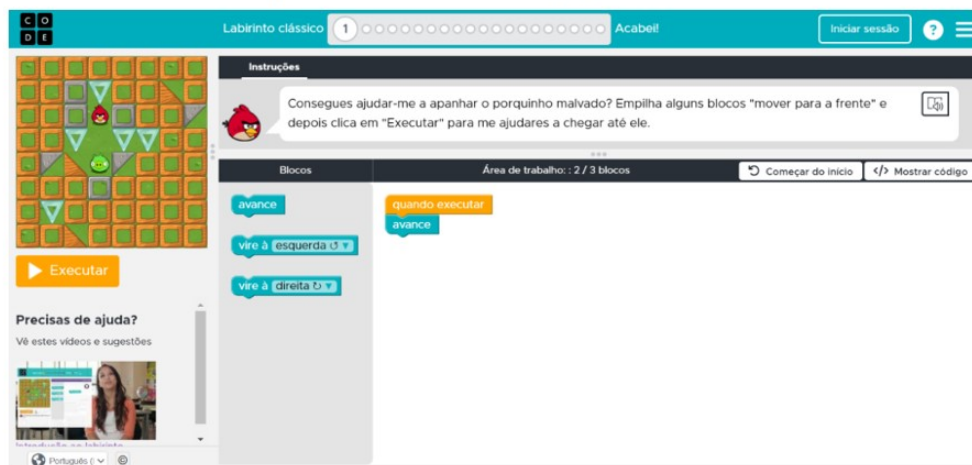 C O
D E
Labirinto clássico 1 Acabei!
Iniciar sessão
?
Instruções
Consegues ajudar-me a apanhar o porquinho malvado? Empilha alguns blocos "mover para a frente" e
depois clica em "Executar" para me ajudares a chegar até ele.
Blocos
Área de trabalho: : 2 / 3 blocos
Começar do início
</> Mostrar código
avance
vire à esquerda ↺ ▼
vire à direita ↻ ▼
quando executar
avance
Executar
Precisas de ajuda?
Vê estes vídeos e sugestões
Português (
©